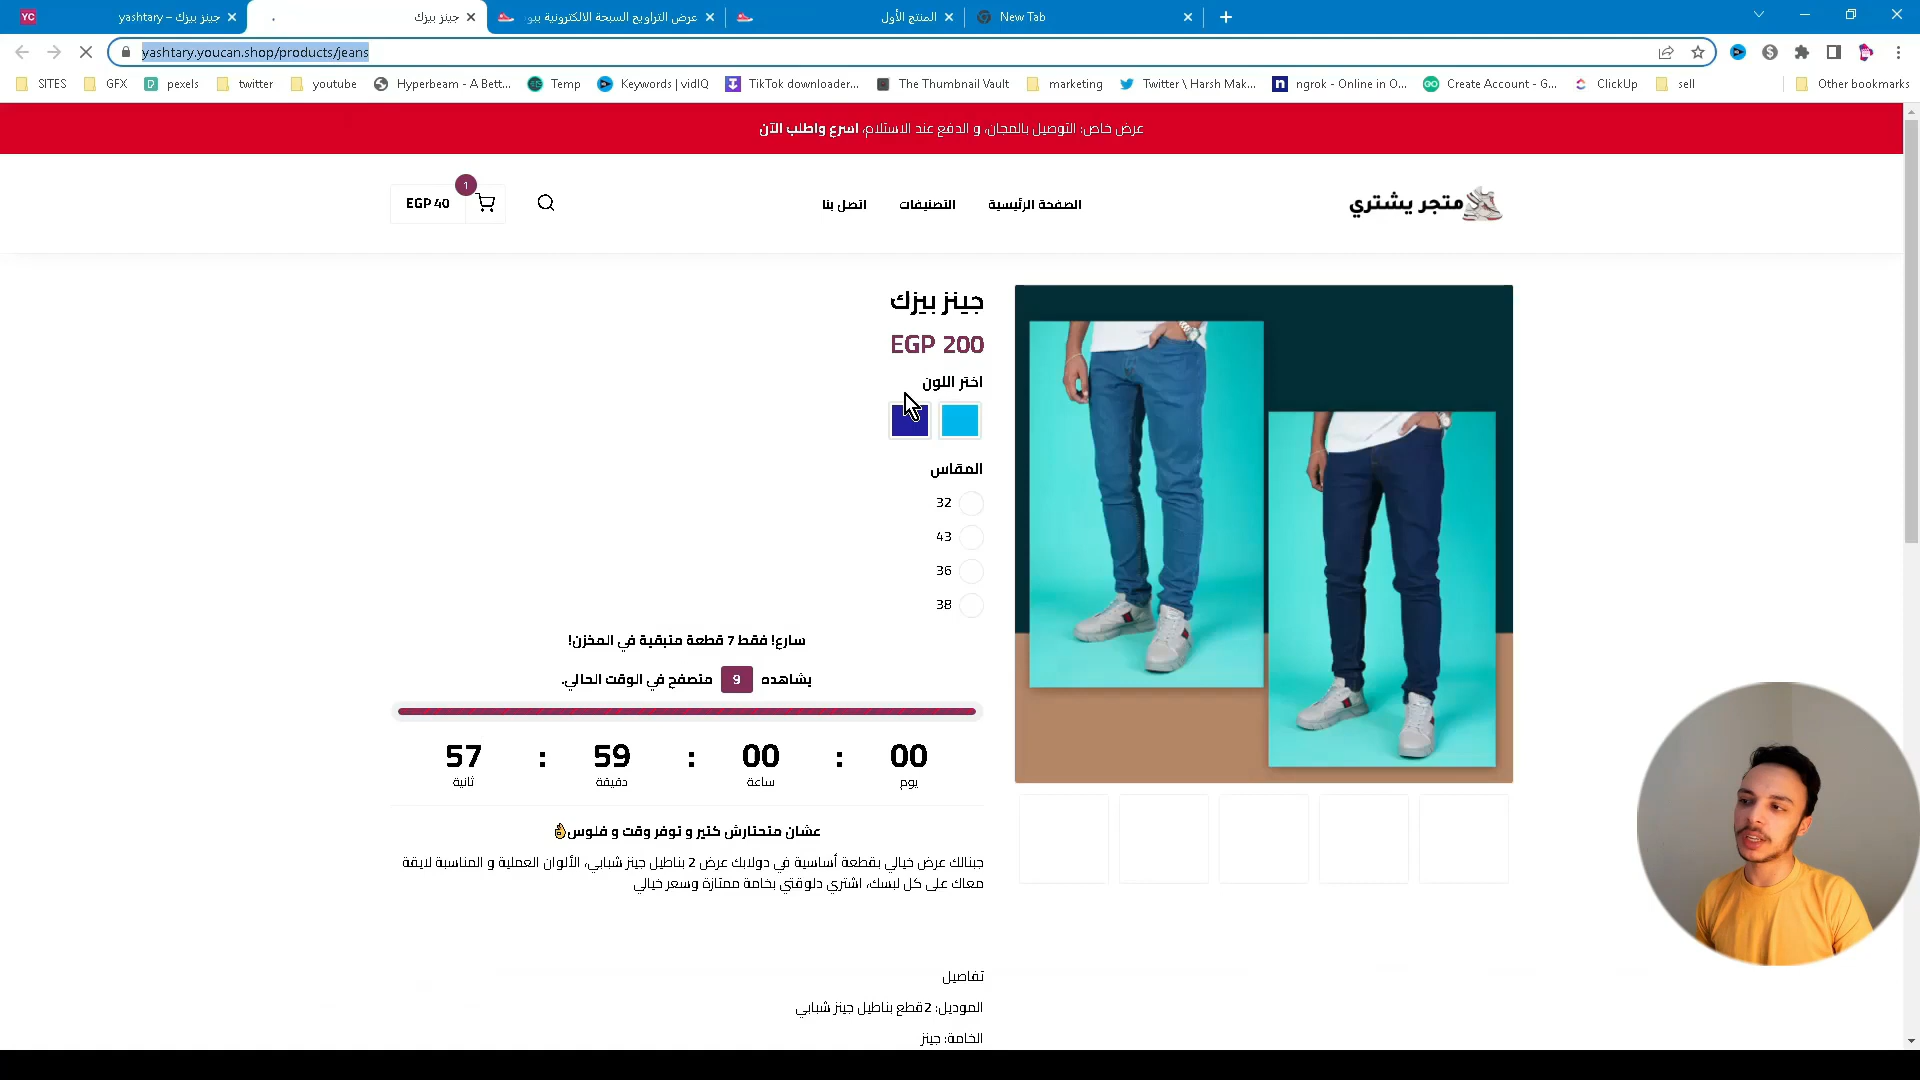 YC
جينز بيزك – yashtary
جينز بيزك
عرض التراويح السبحة الالكترونية بيو
المنتج الأول
New Tab
yashtary.youcan.shop/products/jeans
SITES
GFX
pexels
twitter
youtube
Hyperbeam - A Bett...
Temp
Keywords | vidIQ
TikTok downloader...
The Thumbnail Vault
marketing
Twitter \ Harsh Mak...
ngrok - Online in O...
Create Account - G...
ClickUp
sell
Other bookmarks
عرض خاص: التوصيل بالمجان، و الدفع عند الاستلام، اسرع واطلب الآن
متجر يشتري
الصفحة الرئيسية
التصنيفات
اتصل بنا
1
EGP 40
جينز بيزك
EGP 200
اختر اللون
المقاس
32
43
36
38
سارع! فقط 7 قطعة متبقية في المخزن!
يشاهده 9 متصفح في الوقت الحالي.
00 : 00 : 59 : 57
يوم ساعة دقيقة ثانية
عشان متحتارش كتير و توفر وقت و فلوس👌
جبنالك عرض خيالي بقطعة أساسية في دولابك عرض 2 بناطيل جينز شبابي، الألوان العملية و المناسبة لايقة
معاك على كل لبسك، اشتري دلوقتي بخامة ممتازة وسعر خيالي
تفاصيل
الموديل: 2قطع بناطيل جينز شبابي
الخامة: جينز